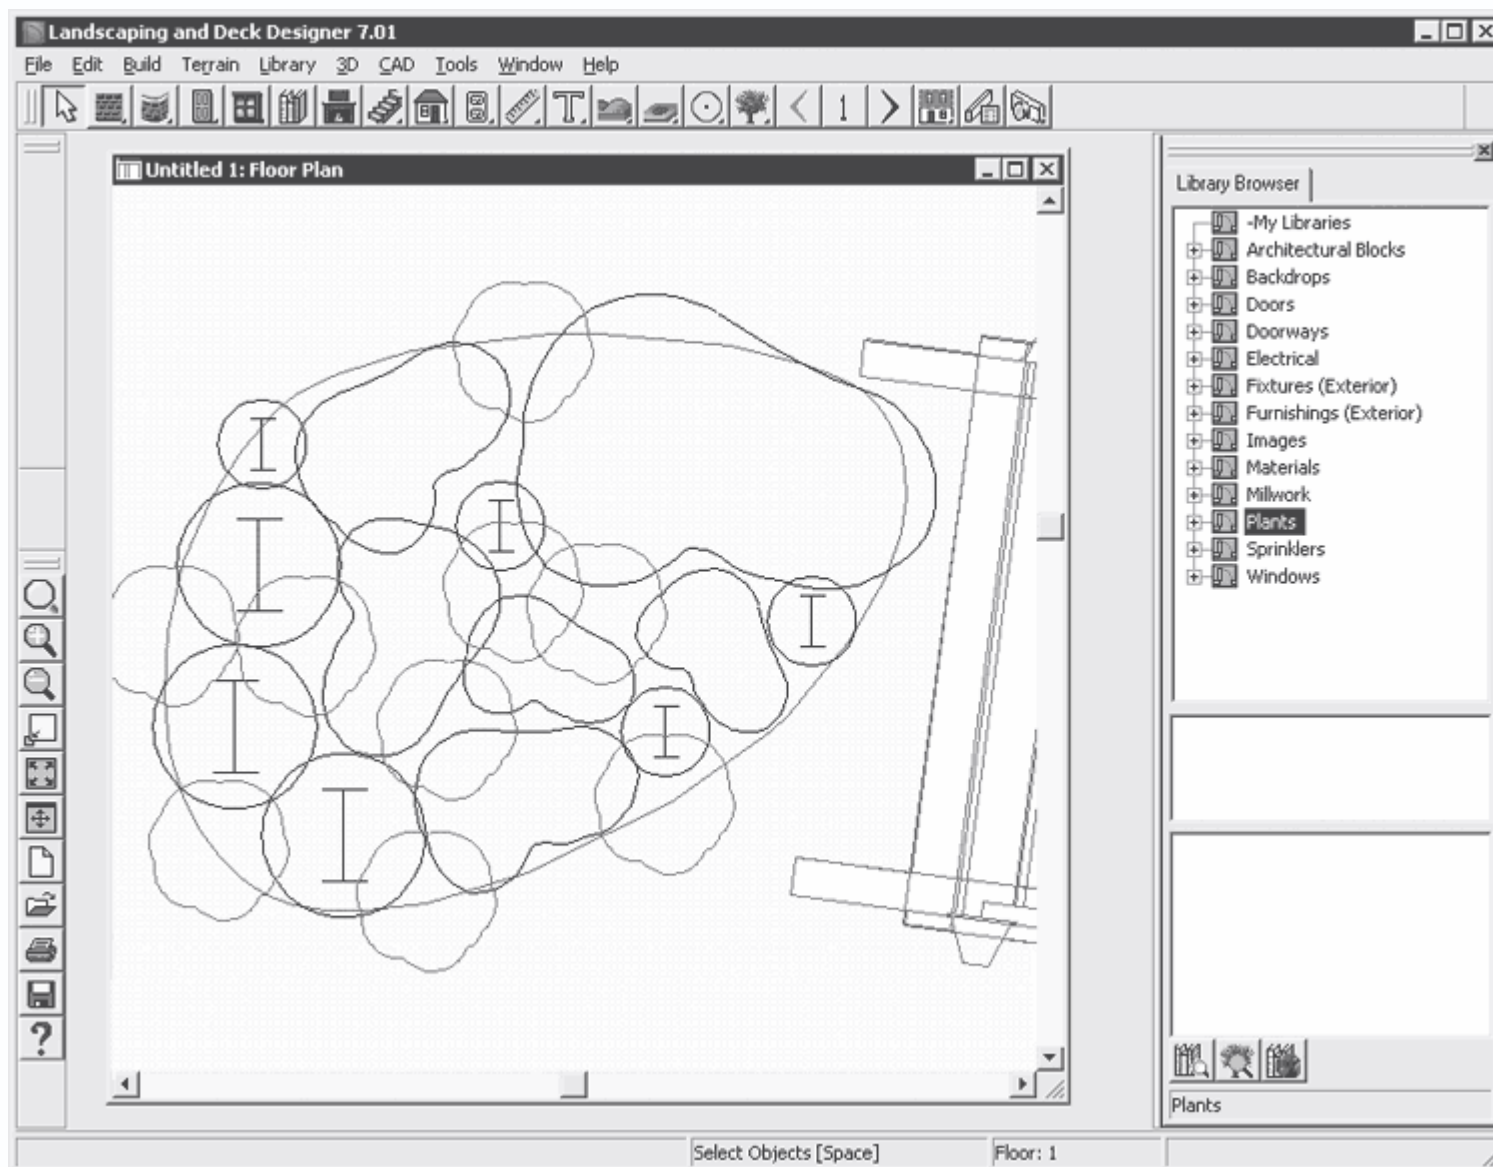 Landscaping and Deck Designer 7.01
File Edit Build Terrain Library 3D CAD Tools Window Help
1
Untitled 1: Floor Plan
Library Browser
-My Libraries
Architectural Blocks
Backdrops
Doors
Doorways
Electrical
Fixtures (Exterior)
Furnishings (Exterior)
Images
Materials
Millwork
Plants
Sprinklers
Windows
I
I
I
I
I
I
I
Plants
Select Objects [Space] Floor: 1